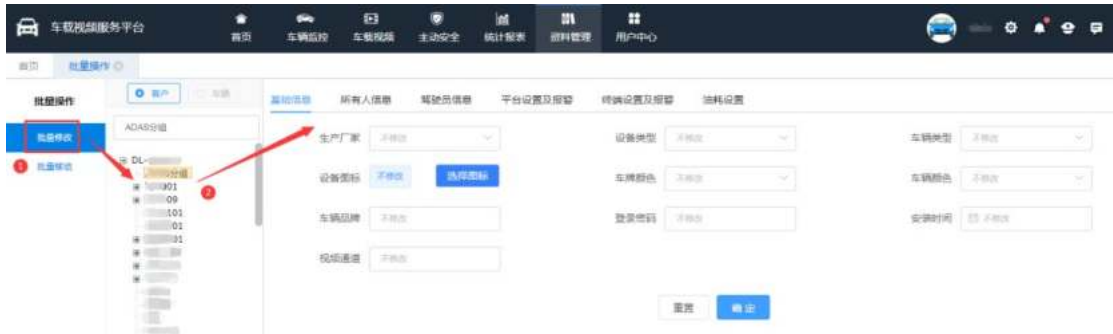 车载视频服务平台
首页 车辆监控 车载视频 主动安全 统计报表 资料管理 用户中心
首页 批量操作
批量操作
客户 车辆
批量修改
批量移动
ADAS分组
DL-
分组
001
09
101
01
01
1
2
基础信息 所有人信息 驾驶员信息 平台设置及报警 终端设置及报警 油耗设置
生产厂家 不修改 设备类型 不修改 车辆类型 不修改
设备图标 不修改 选择图标 车牌颜色 不修改 车辆颜色 不修改
车辆品牌 不修改 登录密码 不修改 安装时间 不修改
视频通道 不修改
重置 确定